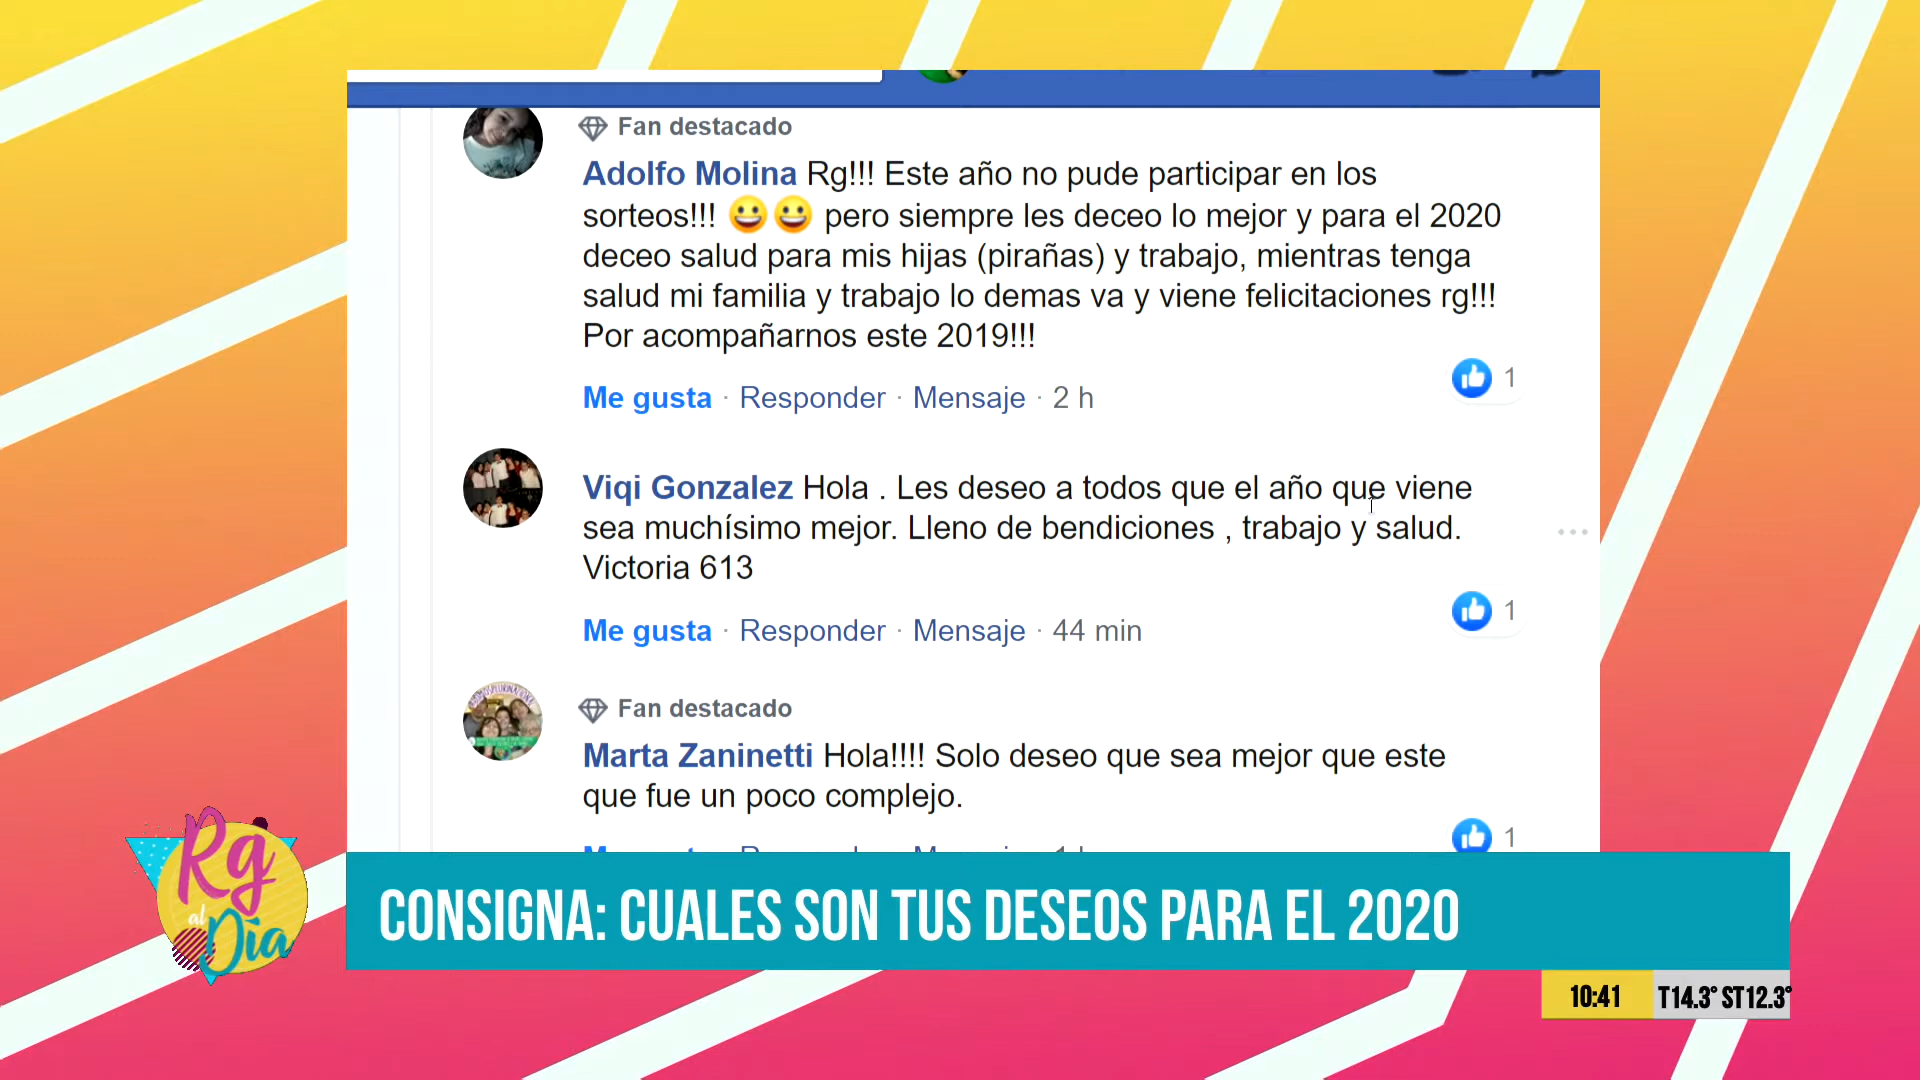 Fan destacado
Adolfo Molina Rg!!! Este año no pude participar en los
sorteos!!! 😀😀 pero siempre les deceo lo mejor y para el 2020
deceo salud para mis hijas (pirañas) y trabajo, mientras tenga
salud mi familia y trabajo lo demas va y viene felicitaciones rg!!!
Por acompañarnos este 2019!!!
Me gusta · Responder · Mensaje · 2 h
1
Viqi Gonzalez Hola . Les deseo a todos que el año que viene
sea muchísimo mejor. Lleno de bendiciones , trabajo y salud.
Victoria 613
Me gusta · Responder · Mensaje · 44 min
1
Fan destacado
Marta Zaninetti Hola!!!! Solo deseo que sea mejor que este
que fue un poco complejo.
1
Rg
al
Día
CONSIGNA: CUALES SON TUS DESEOS PARA EL 2020
10:41
T14.3° ST12.3°